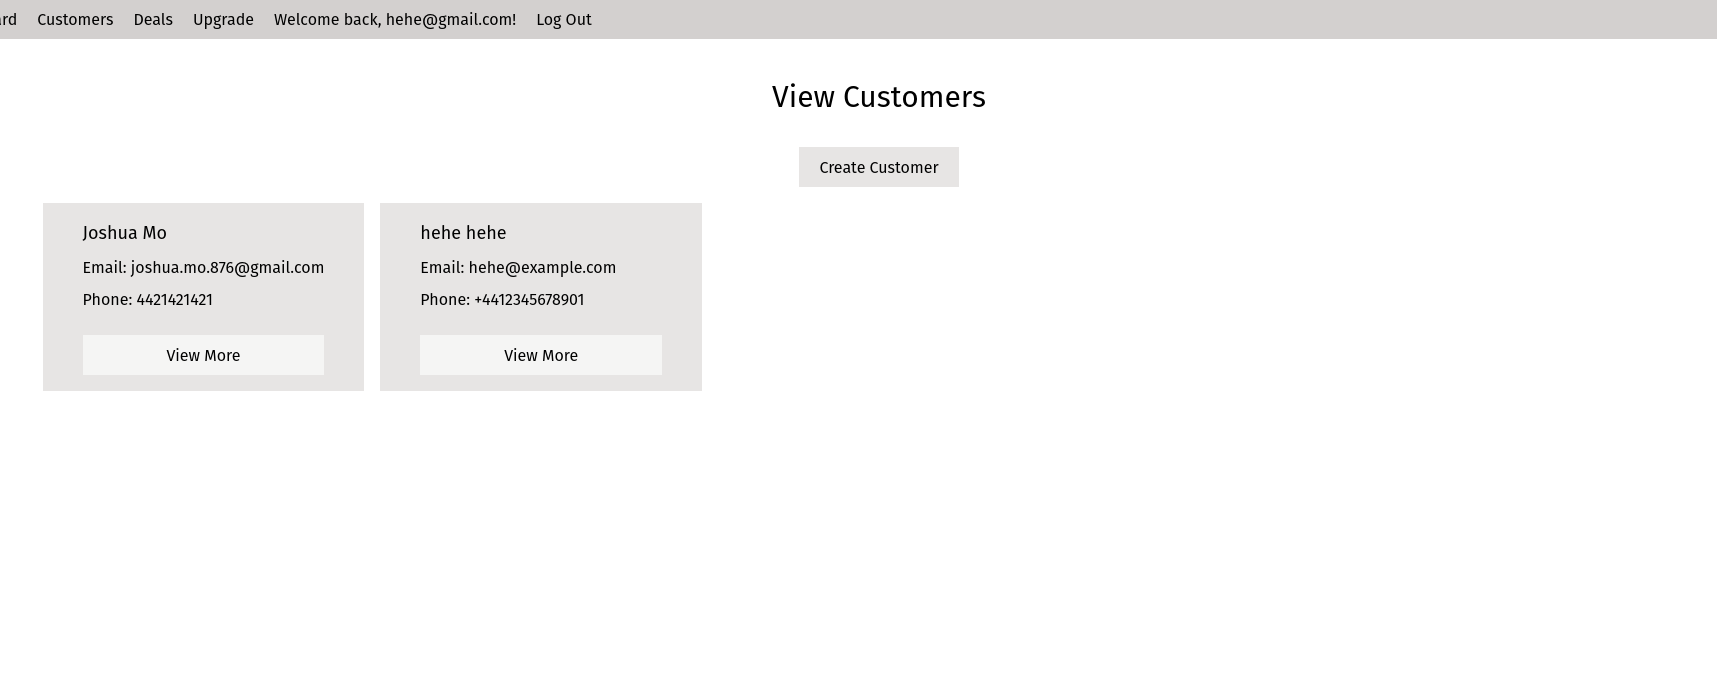 Customers Deals Upgrade Welcome back, hehe@gmail.com! Log Out
View Customers
Create Customer
Joshua Mo
Email: joshua.mo.876@gmail.com
Phone: 4421421421
View More
hehe hehe
Email: hehe@example.com
Phone: +4412345678901
View More